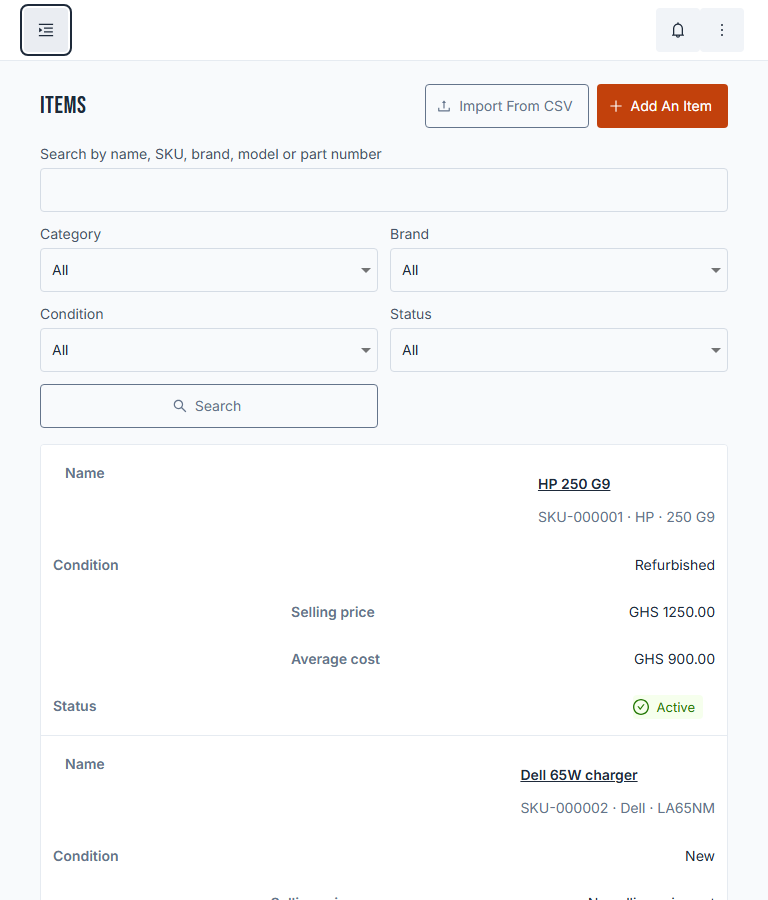 ITEMS
Import From CSV
Add An Item
Search by name, SKU, brand, model or part number
Category
Brand
All
All
Condition
Status
All
All
Search
Name
HP 250 G9
SKU-000001 · HP · 250 G9
Condition
Refurbished
Selling price
GHS 1250.00
Average cost
GHS 900.00
Status
Active
Name
Dell 65W charger
SKU-000002 · Dell · LA65NM
Condition
New